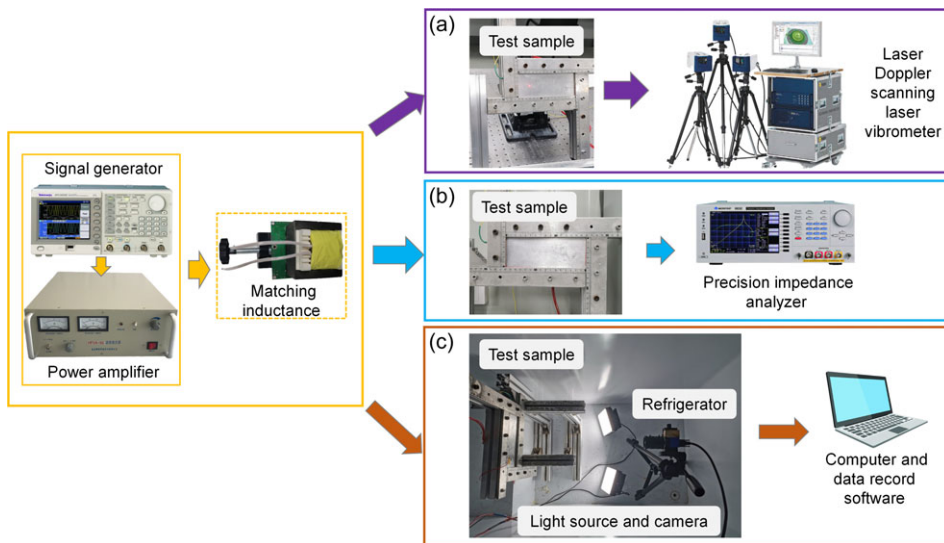 (a)
Test sample
Laser
Doppler
scanning
laser
vibrometer
Signal generator
Matching
inductance
Power amplifier
(b)
Test sample
Precision impedance
analyzer
(c)
Test sample
Refrigerator
Light source and camera
Computer and
data record
software